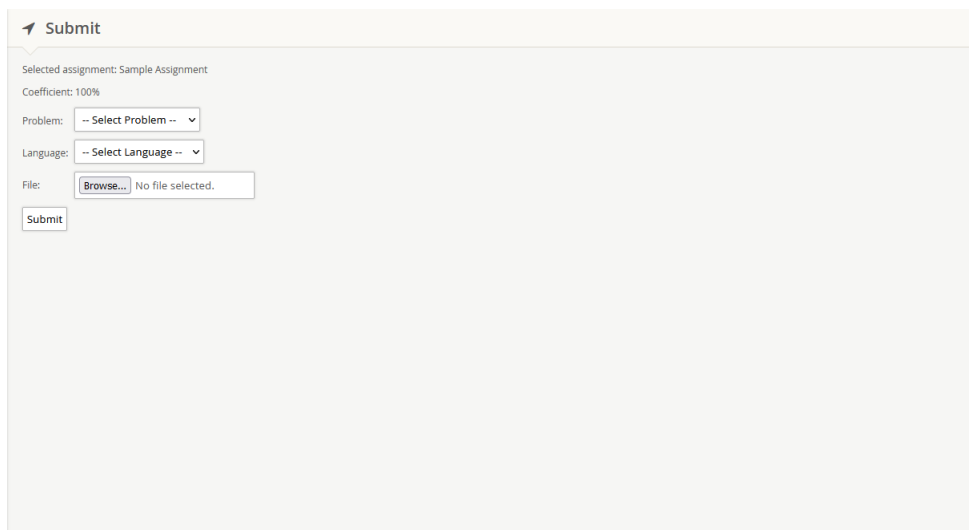 Submit
Selected assignment: Sample Assignment
Coefficient: 100%
Problem: -- Select Problem --
Language: -- Select Language --
File: Browse... No file selected.
Submit